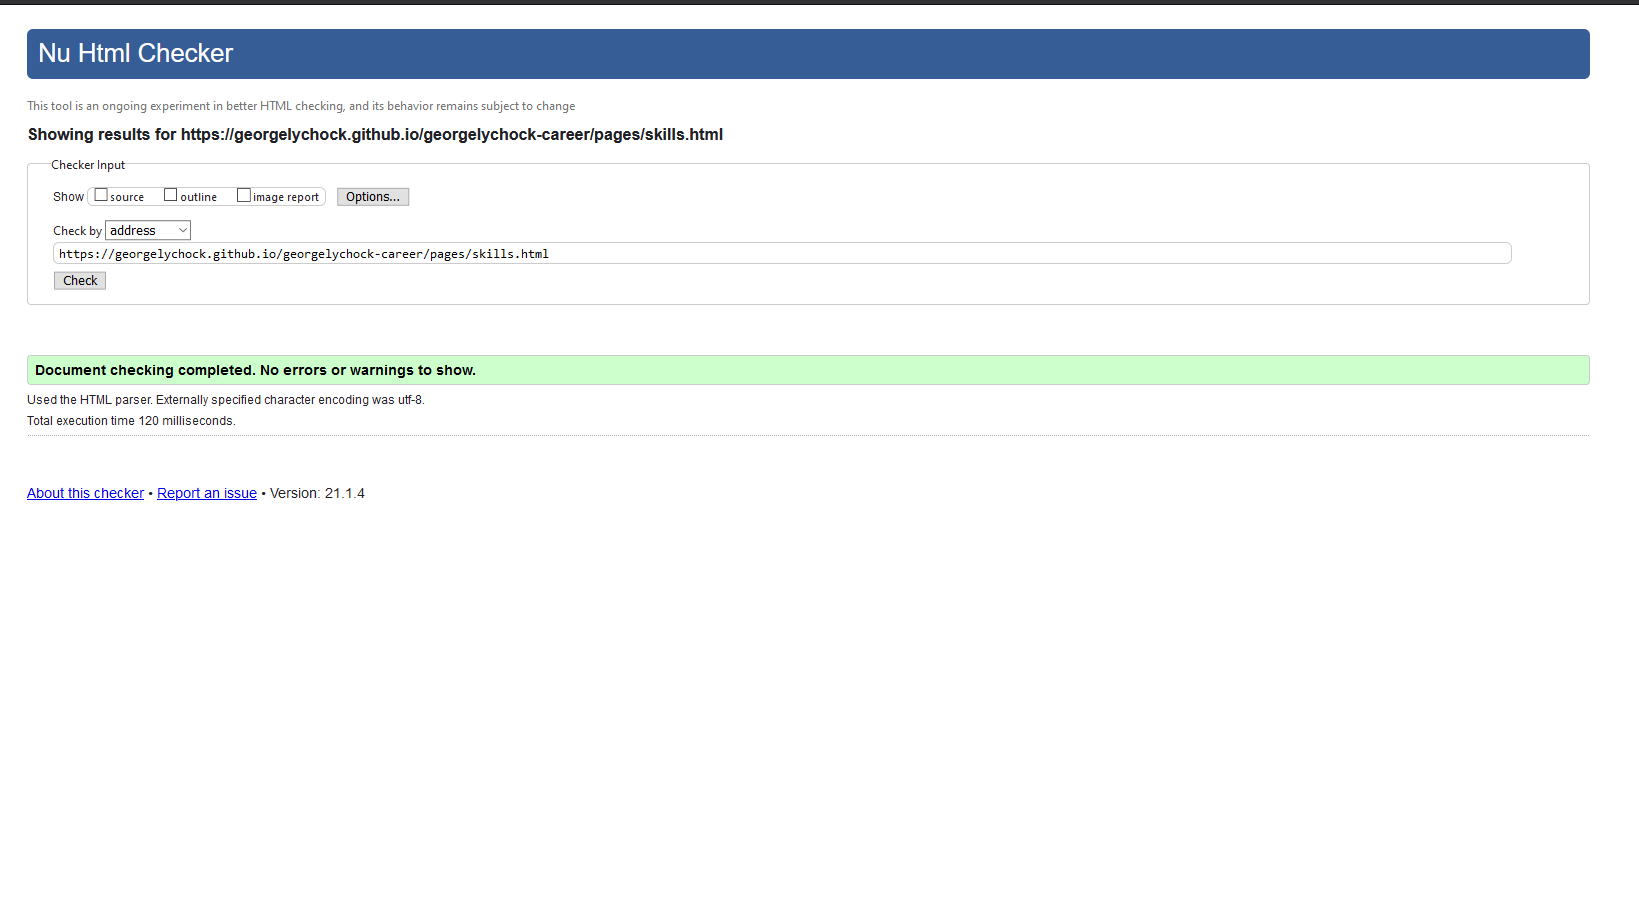 Nu Html Checker
This tool is an ongoing experiment in better HTML checking, and its behavior remains subject to change
Showing results for https://georgelychock.github.io/georgelychock-career/pages/skills.html
Checker Input
Show source outline image report Options...
Check by address
https://georgelychock.github.io/georgelychock-career/pages/skills.html
Check
Document checking completed. No errors or warnings to show.
Used the HTML parser. Externally specified character encoding was utf-8.
Total execution time 120 milliseconds.
About this checker • Report an issue • Version: 21.1.4